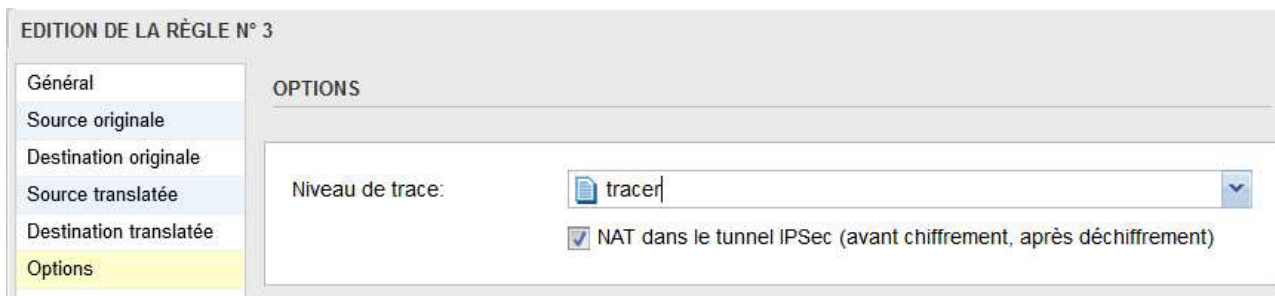 EDITION DE LA RÈGLE N° 3
Général
Source originale
Destination originale
Source translatée
Destination translatée
Options
OPTIONS
Niveau de trace:
tracer
NAT dans le tunnel IPSec (avant chiffrement, après déchiffrement)